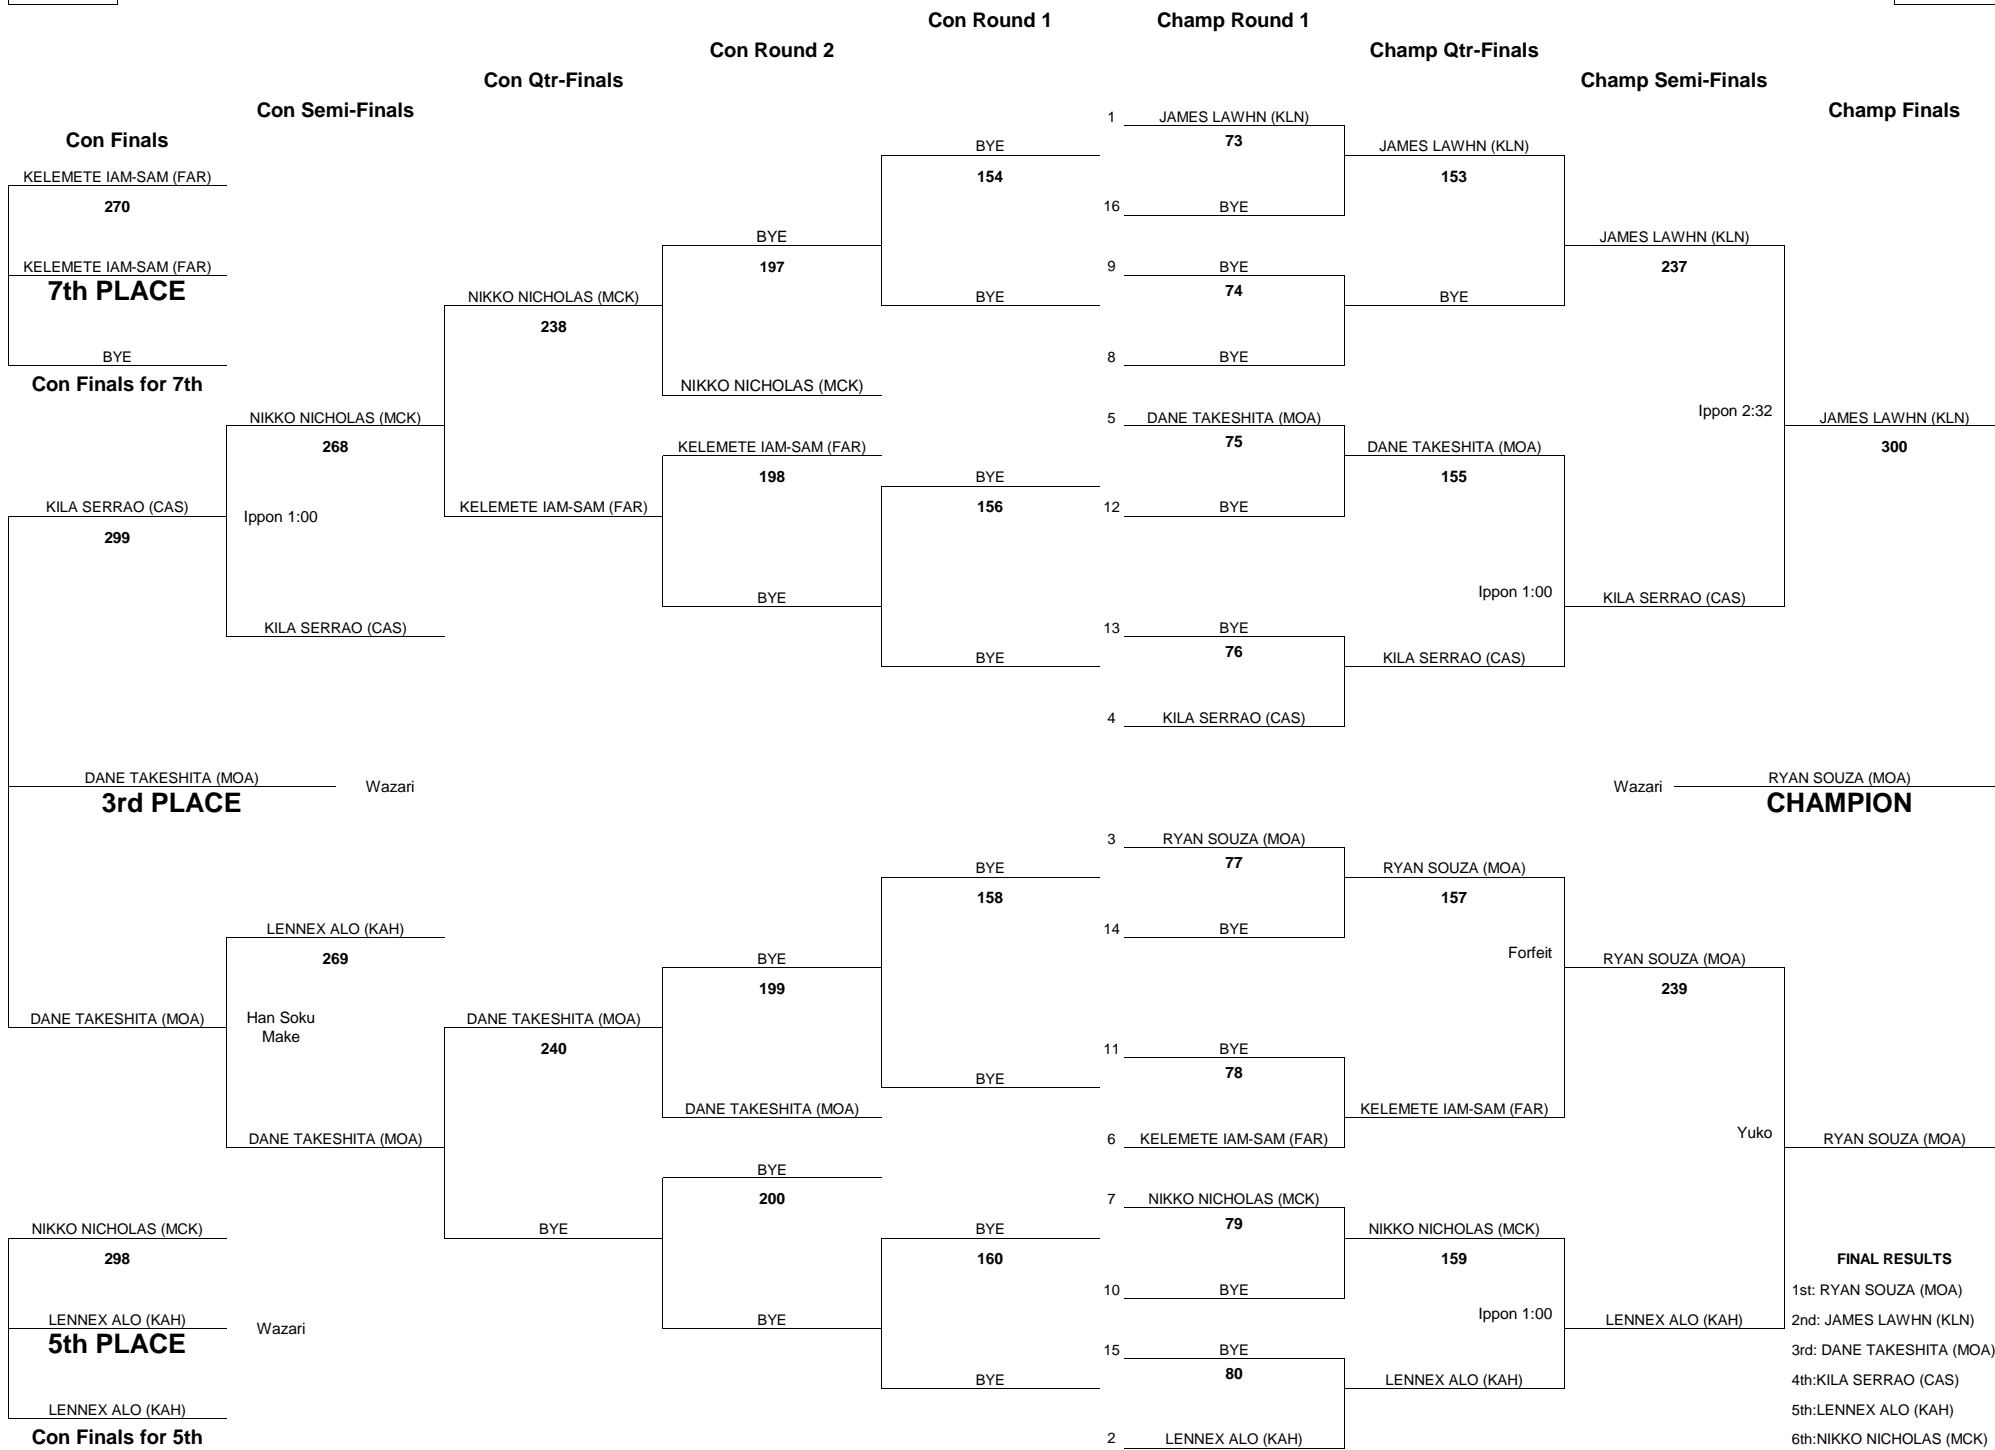 Con Round 1
Champ Round 1
Con Round 2
Champ Qtr-Finals
Con Qtr-Finals
Champ Semi-Finals
Con Semi-Finals
Champ Finals
Con Finals
KELEMETE IAM-SAM (FAR)
270
KELEMETE IAM-SAM (FAR)
7th PLACE
BYE
Con Finals for 7th
KILA SERRAO (CAS)
299
DANE TAKESHITA (MOA)
3rd PLACE
Wazari
DANE TAKESHITA (MOA)
NIKKO NICHOLAS (MCK)
298
LENNEX ALO (KAH)
5th PLACE
Wazari
LENNEX ALO (KAH)
Con Finals for 5th
NIKKO NICHOLAS (MCK)
268
Ippon 1:00
KILA SERRAO (CAS)
LENNEX ALO (KAH)
269
Han Soku
Make
DANE TAKESHITA (MOA)
NIKKO NICHOLAS (MCK)
238
KELEMETE IAM-SAM (FAR)
DANE TAKESHITA (MOA)
240
BYE
BYE
197
NIKKO NICHOLAS (MCK)
KELEMETE IAM-SAM (FAR)
198
BYE
BYE
199
DANE TAKESHITA (MOA)
BYE
200
BYE
BYE
154
BYE
BYE
156
BYE
BYE
158
BYE
BYE
160
BYE
1 JAMES LAWHN (KLN)
73
16 BYE
9 BYE
74
8 BYE
5 DANE TAKESHITA (MOA)
75
12 BYE
13 BYE
76
4 KILA SERRAO (CAS)
3 RYAN SOUZA (MOA)
77
14 BYE
11 BYE
78
6 KELEMETE IAM-SAM (FAR)
7 NIKKO NICHOLAS (MCK)
79
10 BYE
15 BYE
80
2 LENNEX ALO (KAH)
JAMES LAWHN (KLN)
153
BYE
DANE TAKESHITA (MOA)
155
Ippon 1:00
KILA SERRAO (CAS)
RYAN SOUZA (MOA)
157
Forfeit
KELEMETE IAM-SAM (FAR)
NIKKO NICHOLAS (MCK)
159
Ippon 1:00
LENNEX ALO (KAH)
JAMES LAWHN (KLN)
237
Ippon 2:32
KILA SERRAO (CAS)
RYAN SOUZA (MOA)
239
Yuko
LENNEX ALO (KAH)
JAMES LAWHN (KLN)
300
Wazari
RYAN SOUZA (MOA)
CHAMPION
RYAN SOUZA (MOA)
FINAL RESULTS
1st: RYAN SOUZA (MOA)
2nd: JAMES LAWHN (KLN)
3rd: DANE TAKESHITA (MOA)
4th:KILA SERRAO (CAS)
5th:LENNEX ALO (KAH)
6th:NIKKO NICHOLAS (MCK)